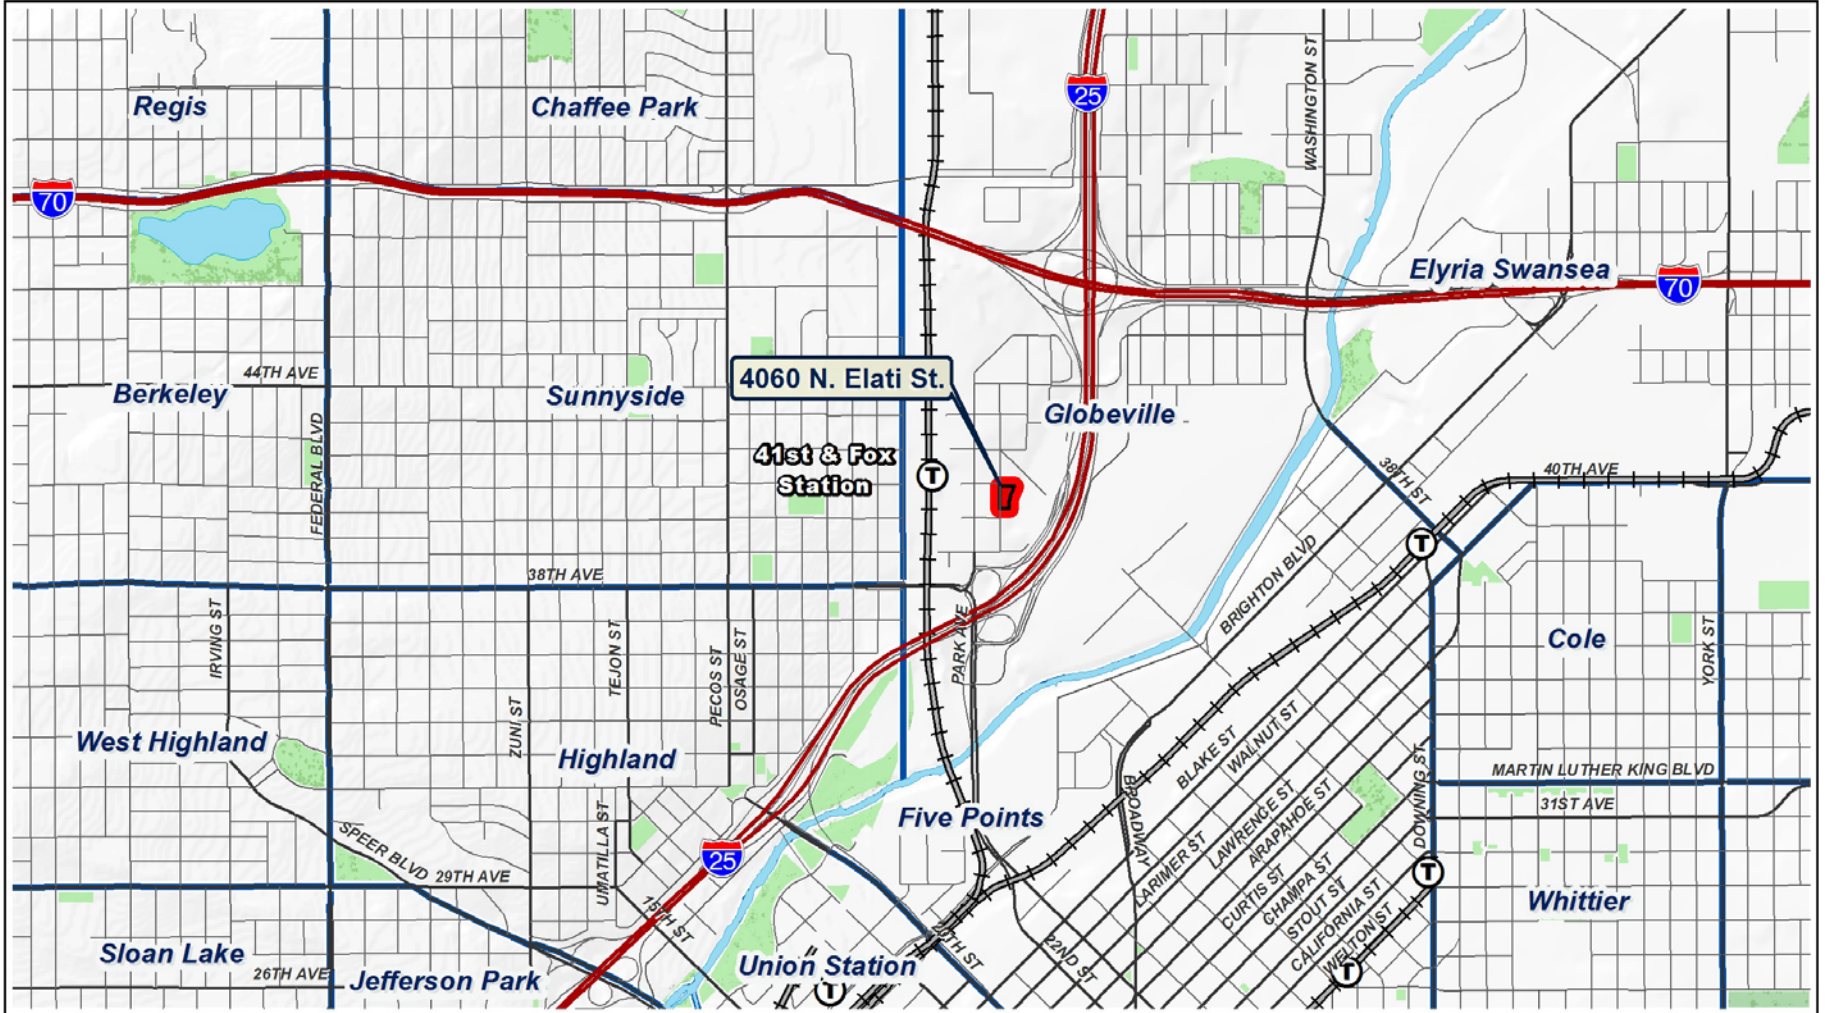 Regis
Chaffee Park
25
WASHINGTON ST
70
Elyria Swansea
70
44TH AVE
Berkeley
Sunnyside
4060 N. Elati St.
Globeville
FEDERAL BLVD
41st & Fox
Station
T
38TH ST
40TH AVE
T
38TH AVE
BRIGHTON BLVD
IRVING ST
TEJON ST
PECOS ST
OSAGE ST
PARK AVE
Cole
YORK ST
West Highland
ZUNI ST
Highland
BLAKE ST
WALNUT ST
DOWNING ST
MARTIN LUTHER KING BLVD
31ST AVE
Five Points
BROADWAY
LAWRENCE ST
ARAPAHOE ST
SPEER BLVD
29TH AVE
UMATILLA ST
25
LARIMER ST
T
CURTIS ST
CHAMPA ST
STOUT ST
CALIFORNIA ST
WELTON ST
Whittier
15TH ST
20TH ST
22ND ST
Sloan Lake
26TH AVE
Jefferson Park
Union Station
T
T